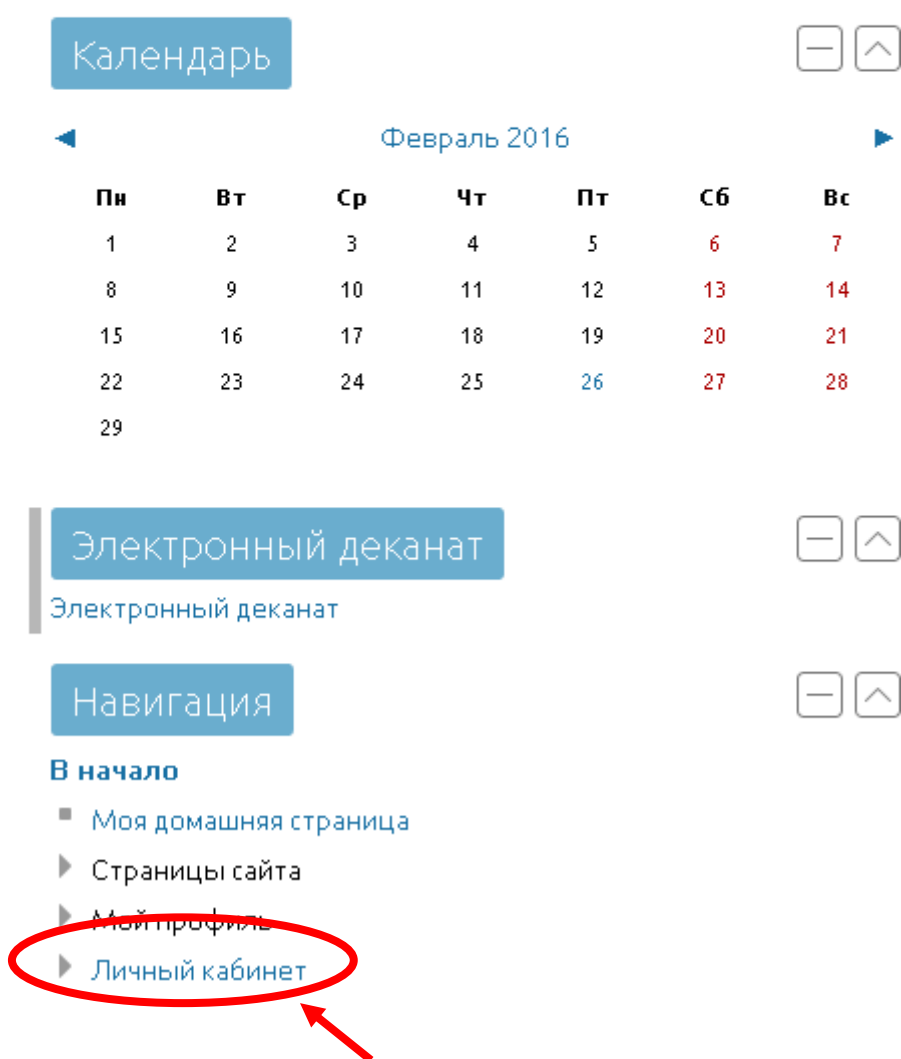 Календарь
Февраль 2016
Пн Вт Ср Чт Пт Сб Вс
1 2 3 4 5 6 7
8 9 10 11 12 13 14
15 16 17 18 19 20 21
22 23 24 25 26 27 28
29
Электронный деканат
Электронный деканат
Навигация
В начало
Моя домашняя страница
Страницы сайта
Мой профиль
Личный кабинет